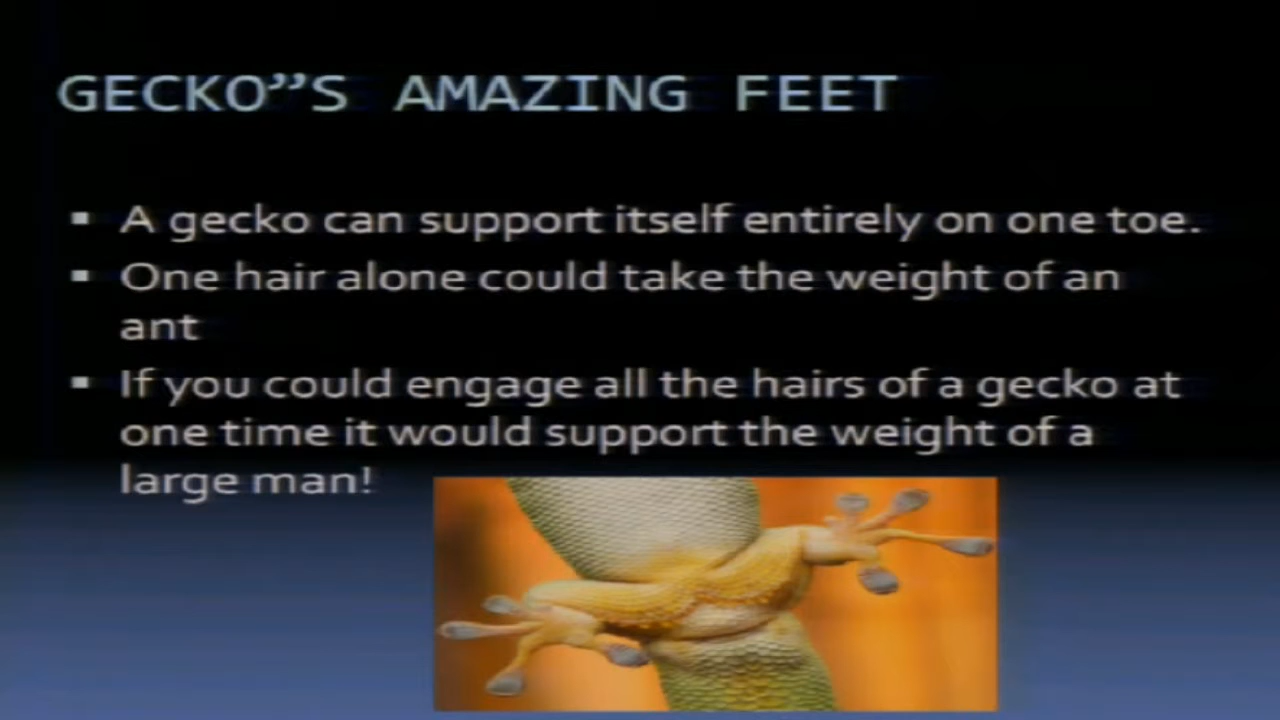 GECKO”S AMAZING FEET
▪ A gecko can support itself entirely on one toe.
▪ One hair alone could take the weight of an
ant
▪ If you could engage all the hairs of a gecko at
one time it would support the weight of a
large man!